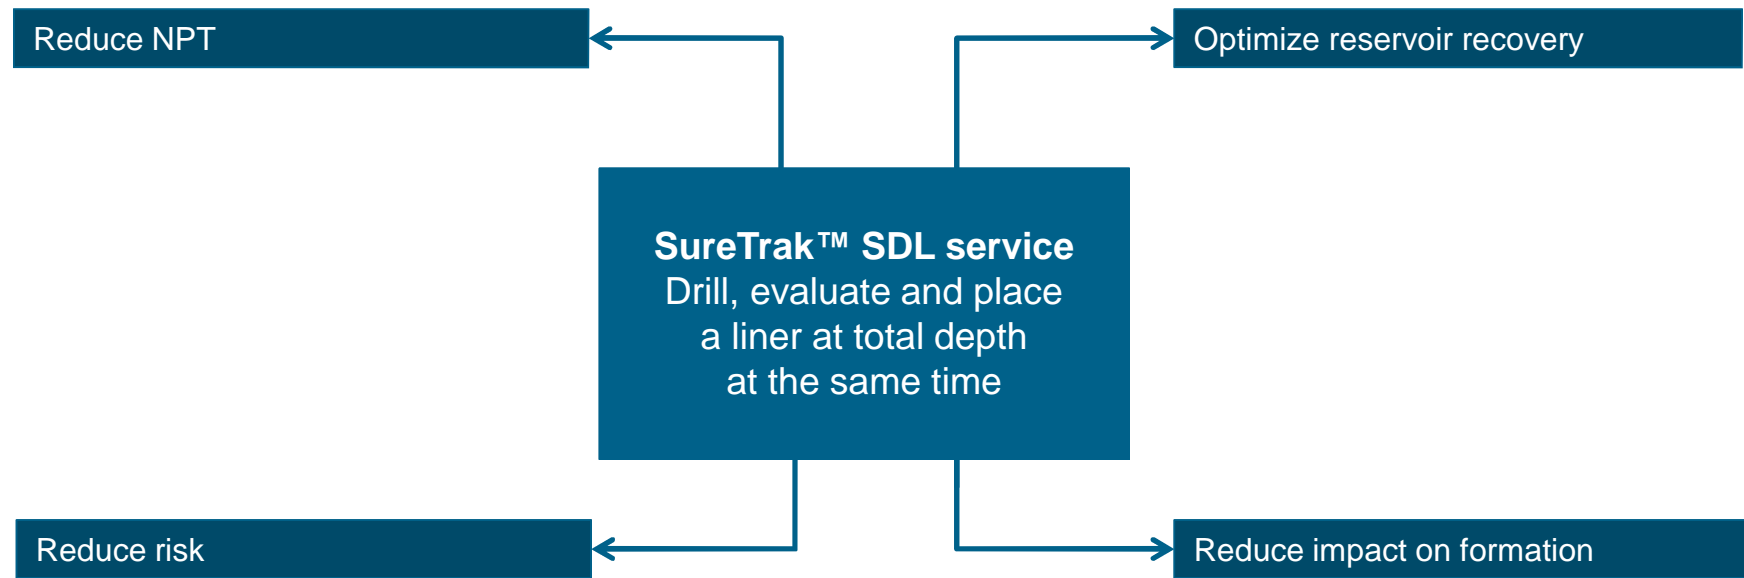 Reduce NPT
Optimize reservoir recovery
SureTrak™ SDL service
Drill, evaluate and place
a liner at total depth
at the same time
Reduce risk
Reduce impact on formation